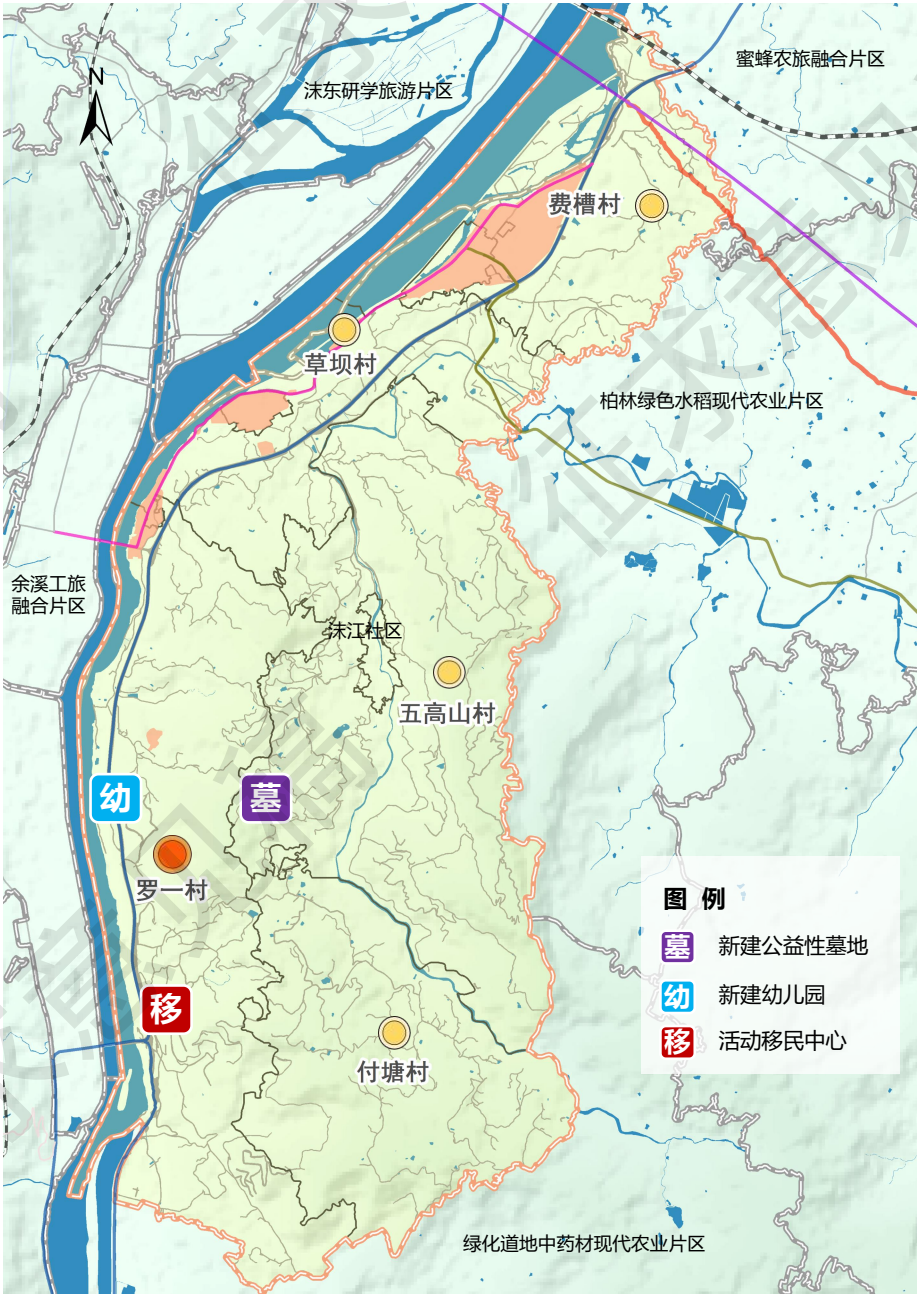 蜜蜂农旅融合片区
N
沫东研学旅游片区
费槽村
草坝村
柏林绿色水稻现代农业片区
余溪工旅
融合片区
沫江社区
五高山村
幼
墓
罗一村
图 例
墓 新建公益性墓地
幼 新建幼儿园
移 活动移民中心
移
付塘村
绿化道地中药材现代农业片区
征求意见稿